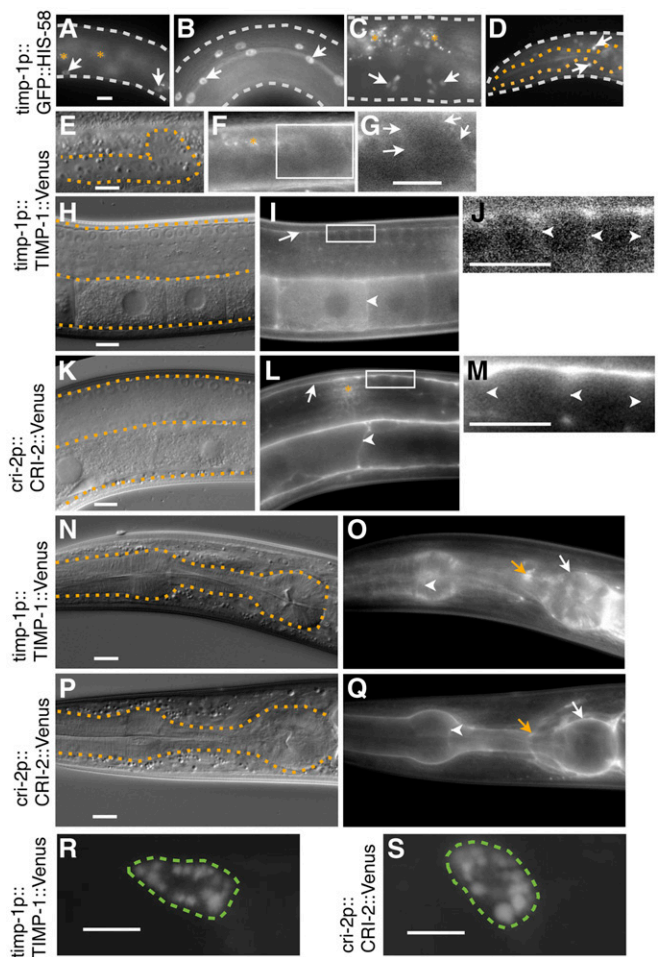 timp-1p::
GFP::HIS-58
A
B
C
D
timp-1p::
TIMP-1::Venus
E
F
G
H
I
J
cri-2p::
CRI-2::Venus
K
L
M
timp-1p::
TIMP-1::Venus
N
O
cri-2p::
CRI-2::Venus
P
Q
timp-1p::
TIMP-1::Venus
R
cri-2p::
CRI-2::Venus
S